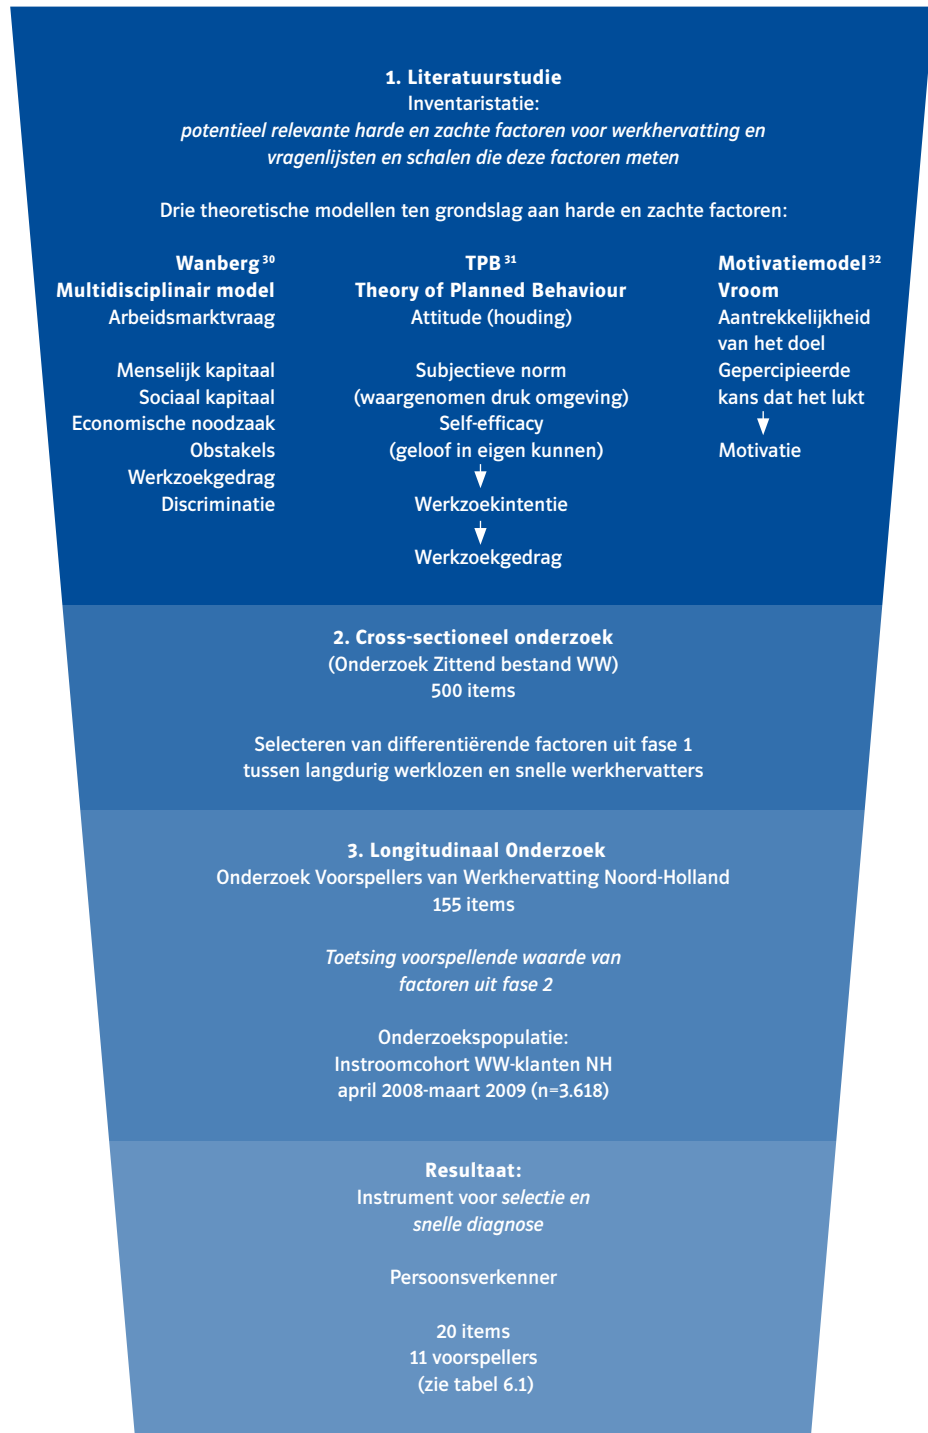 1. Literatuurstudie
Inventaristatie:
potentieel relevante harde en zachte factoren voor werkhervatting en
vragenlijsten en schalen die deze factoren meten
Drie theoretische modellen ten grondslag aan harde en zachte factoren:
Wanberg³⁰
Multidisciplinair model
Arbeidsmarktvraag
Menselijk kapitaal
Sociaal kapitaal
Economische noodzaak
Obstakels
Werkzoekgedrag
Discriminatie
TPB³¹
Theory of Planned Behaviour
Attitude (houding)
Subjectieve norm
(waargenomen druk omgeving)
Self-efficacy
(geloof in eigen kunnen)
Werkzoekintentie
Werkzoekgedrag
Motivatiemodel³²
Vroom
Aantrekkelijkheid
van het doel
Gepercipieerde
kans dat het lukt
Motivatie
2. Cross-sectioneel onderzoek
(Onderzoek Zittend bestand WW)
500 items
Selecteren van differentiërende factoren uit fase 1
tussen langdurig werklozen en snelle werkhervatters
3. Longitudinaal Onderzoek
Onderzoek Voorspellers van Werkhervatting Noord-Holland
155 items
Toetsing voorspellende waarde van
factoren uit fase 2
Onderzoekspopulatie:
Instroomcohort WW-klanten NH
april 2008-maart 2009 (n=3.618)
Resultaat:
Instrument voor selectie en
snelle diagnose
Persoonsverkenner
20 items
11 voorspellers
(zie tabel 6.1)